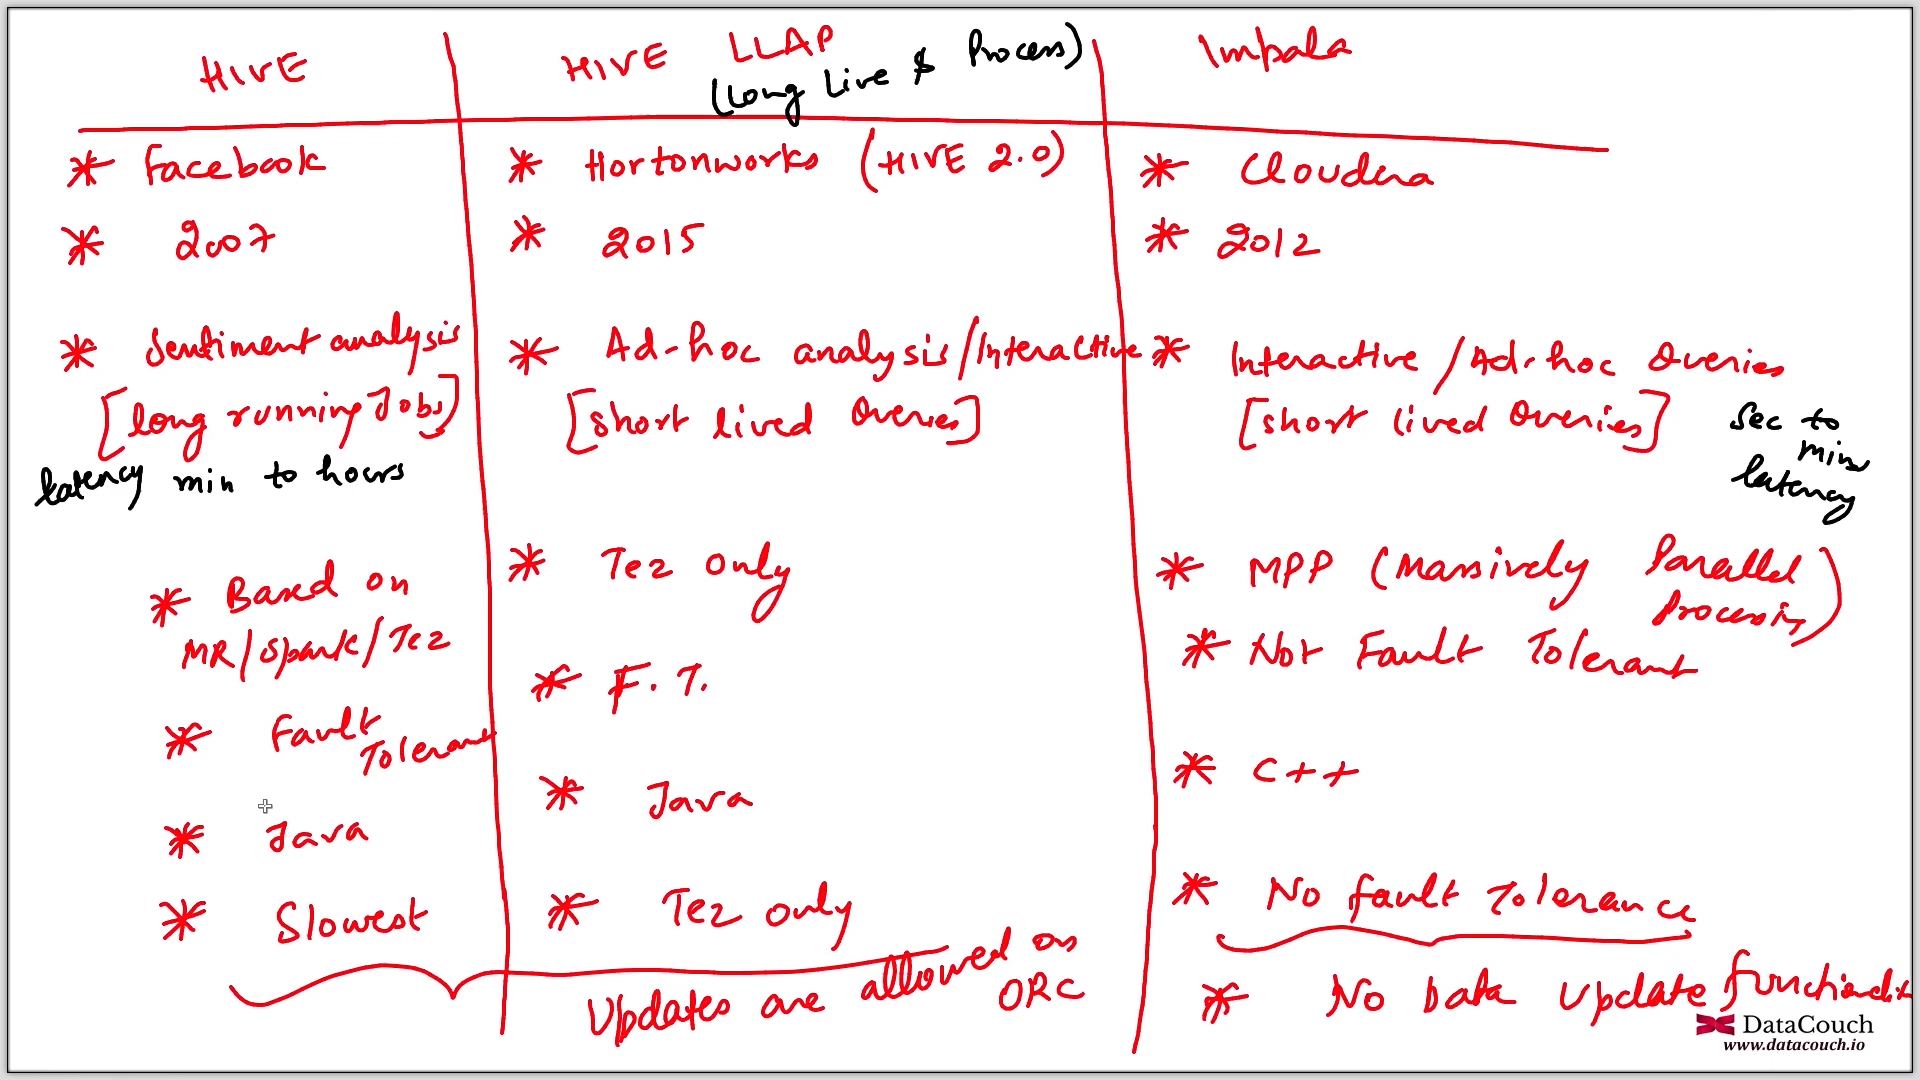 HIVE
* Facebook
* 2007
* Sentiment analysis
[long running Jobs]
latency min to hours
* Based on
MR/Spark/Tez
* Fault
Tolerant
* Java
* Slowest
HIVE LLAP
(Long Live & Process)
* Hortonworks (HIVE 2.0)
* 2015
* Ad-hoc analysis/Interactive
[short lived Queries]
* Tez only
* F.T.
* Java
* Tez only
Updates are allowed on
ORC
Impala
* Cloudera
* 2012
* Interactive/Ad-hoc Queries
[short lived Queries]
Sec to
min
latency
* MPP (Massively Parallel
Processing)
* Not Fault Tolerant
* C++
* No fault Tolerance
* No Data Update functionality
DataCouch
www.datacouch.io